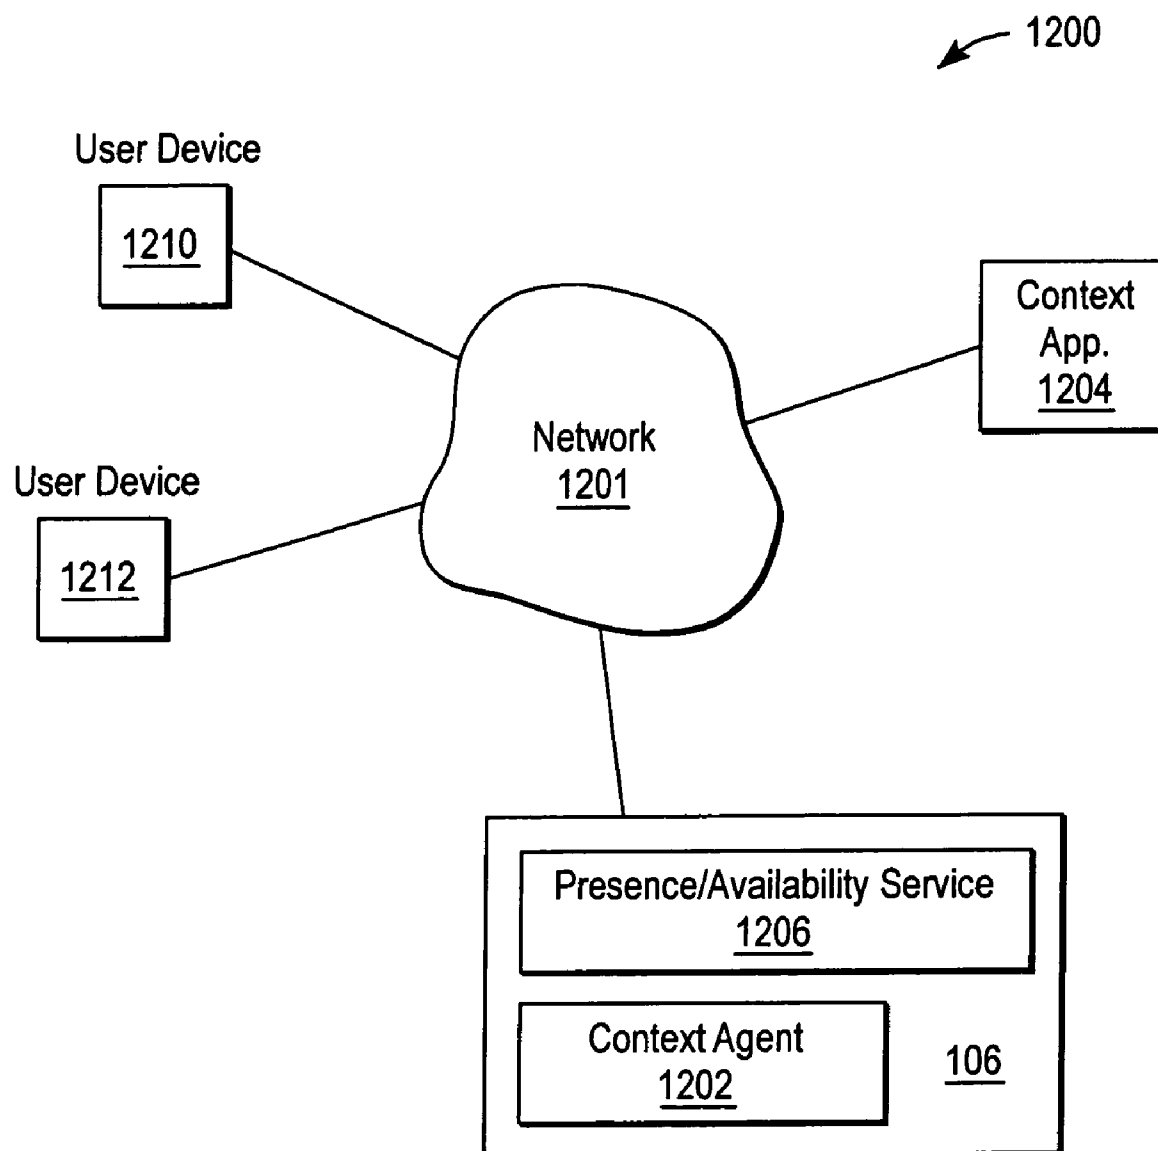 1200
User Device
1210
Context
App.
1204
Network
1201
User Device
1212
Presence/Availability Service
1206
Context Agent
1202
106